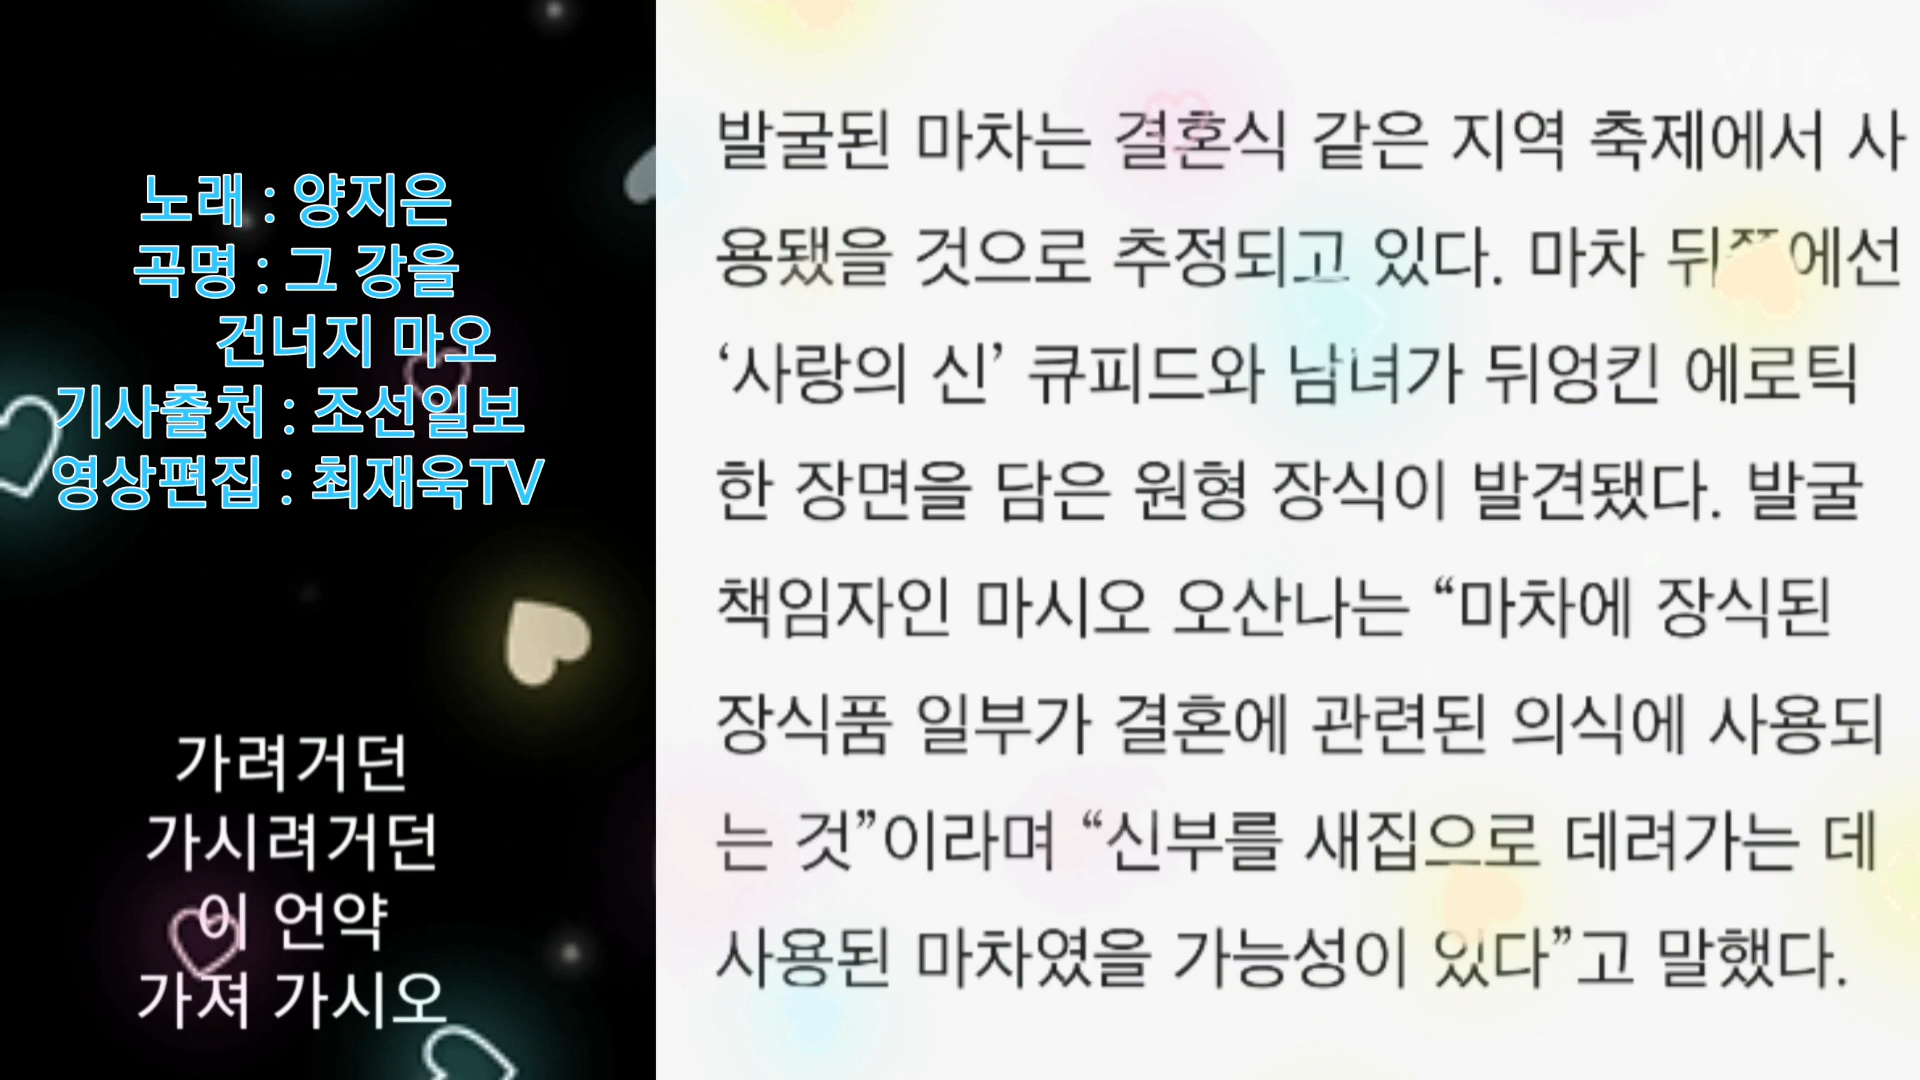 노래 : 양지은
곡명 : 그 강을
건너지 마오
기사출처 : 조선일보
영상편집 : 최재욱TV
가려거던
가시려거던
이 언약
가져 가시오
VITA
발굴된 마차는 결혼식 같은 지역 축제에서 사
용됐을 것으로 추정되고 있다. 마차 뒤쪽에선
‘사랑의 신’ 큐피드와 남녀가 뒤엉킨 에로틱
한 장면을 담은 원형 장식이 발견됐다. 발굴
책임자인 마시모 오산나는 “마차에 장식된
장식품 일부가 결혼에 관련된 의식에 사용되
는 것”이라며 “신부를 새집으로 데려가는 데
사용된 마차였을 가능성이 있다”고 말했다.